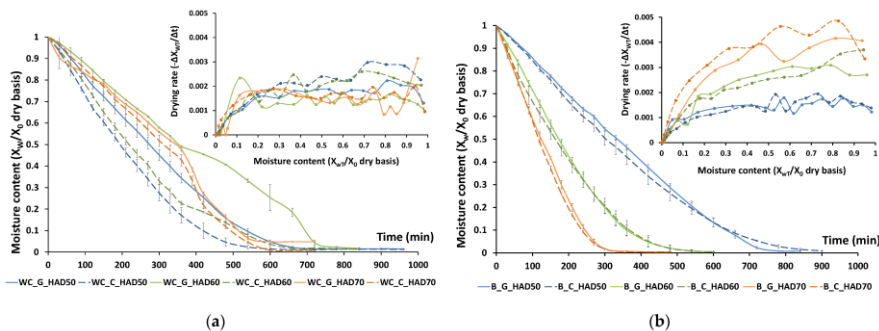 Moisture content (Xw/X0 dry basis)
1
0.9
0.8
0.7
0.6
0.5
0.4
0.3
0.2
0.1
0
0 100 200 300 400 500 600 700 800 900 1000
Time (min)
Drying rate (-ΔXWT/Δt)
0.005
0.004
0.003
0.002
0.001
0
0 0.1 0.2 0.3 0.4 0.5 0.6 0.7 0.8 0.9 1
Moisture content (XWT/X0 dry basis)
WC_G_HAD50 WC_C_HAD50 WC_G_HAD60 WC_C_HAD60 WC_G_HAD70 WC_C_HAD70
(a)
Moisture content (Xw/X0 dry basis)
1
0.9
0.8
0.7
0.6
0.5
0.4
0.3
0.2
0.1
0
0 100 200 300 400 500 600 700 800 900 1000
Time (min)
Drying rate (-ΔXWT/Δt)
0.005
0.004
0.003
0.002
0.001
0
0 0.1 0.2 0.3 0.4 0.5 0.6 0.7 0.8 0.9 1
Moisture content (XWT/X0 dry basis)
B_G_HAD50 B_C_HAD50 B_G_HAD60 B_C_HAD60 B_G_HAD70 B_C_HAD70
(b)